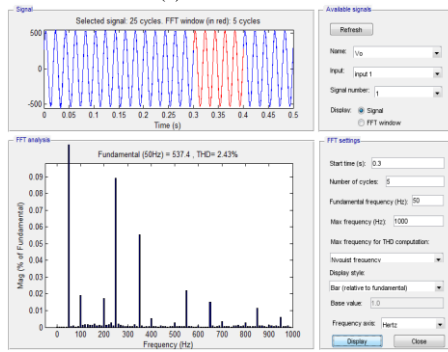 Signal
Selected signal: 25 cycles. FFT window (in red): 5 cycles
500
0
-500
0 0.05 0.1 0.15 0.2 0.25 0.3 0.35 0.4 0.45 0.5
Time (s)
Available signals
Refresh
Name: Vo
Input: input 1
Signal number: 1
Display: Signal
FFT window
FFT analysis
Fundamental (50Hz) = 537.4 , THD= 2.43%
Mag (% of Fundamental)
0.09
0.08
0.07
0.06
0.05
0.04
0.03
0.02
0.01
0
0 100 200 300 400 500 600 700 800 900 1000
Frequency (Hz)
FFT settings
Start time (s): 0.3
Number of cycles: 5
Fundamental frequency (Hz): 50
Max frequency (Hz): 1000
Max frequency for THD computation:
Nyquist frequency
Display style:
Bar (relative to fundamental)
Base value: 1.0
Frequency axis: Hertz
Display Close